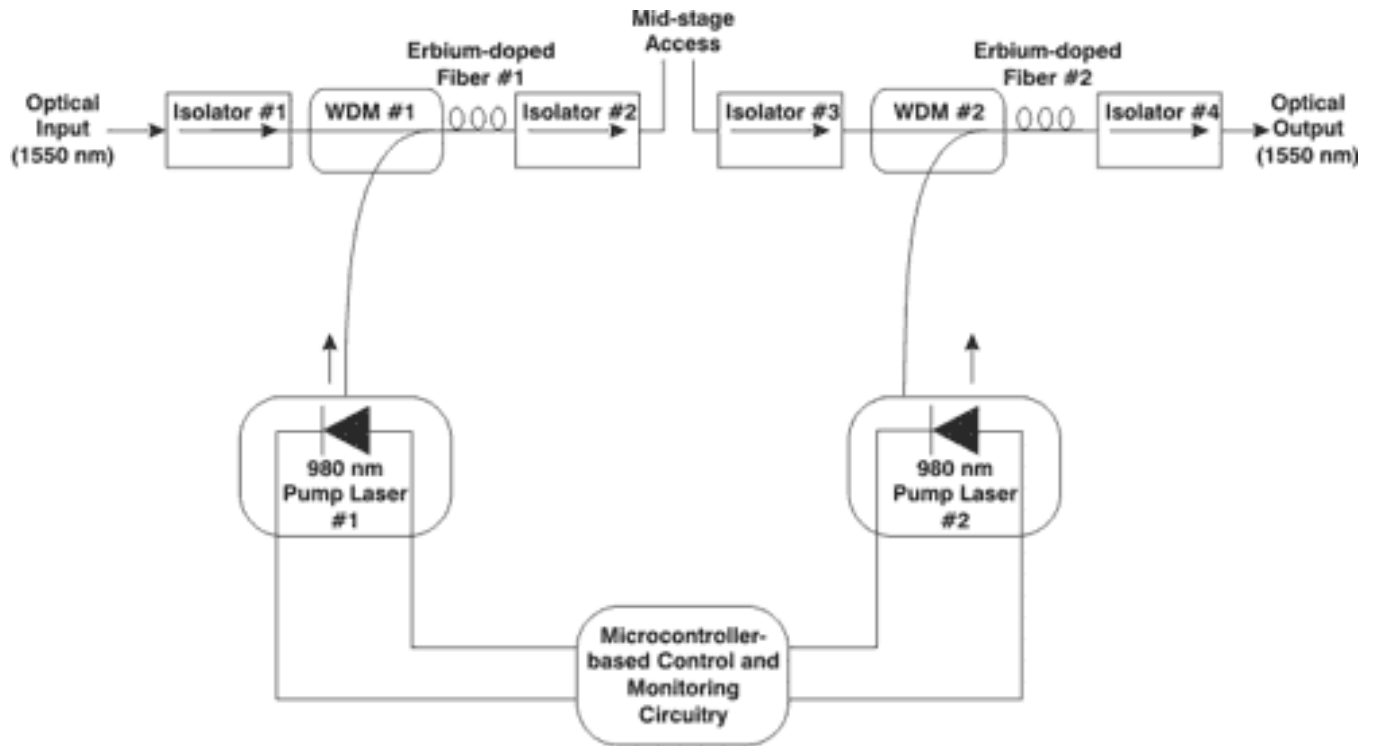 Mid-stage
Access
Erbium-doped
Fiber #1
Erbium-doped
Fiber #2
Optical
Input
(1550 nm)
Isolator #1
WDM #1
Isolator #2
Isolator #3
WDM #2
Isolator #4
Optical
Output
(1550 nm)
980 nm
Pump Laser
#1
980 nm
Pump Laser
#2
Microcontroller-
based Control and
Monitoring
Circuitry